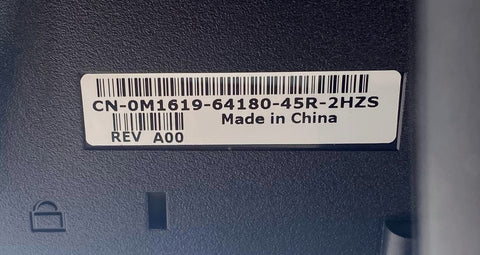 CN-0M1619-64180-45R-2HZS
Made in China
REV A00